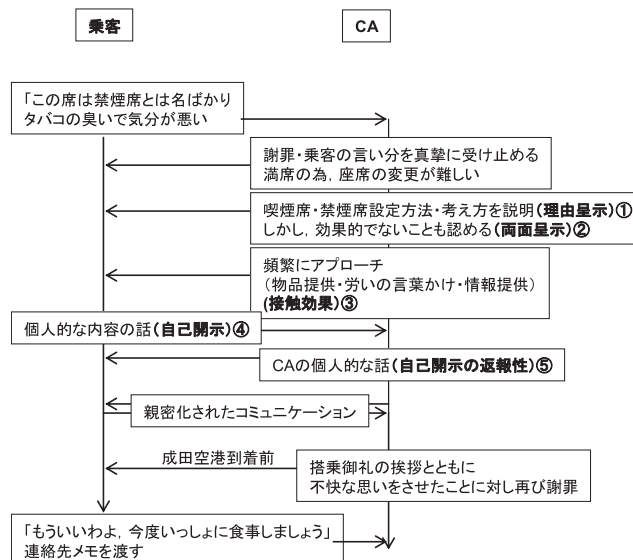 乗客
CA
「この席は禁煙席とは名ばかり
タバコの臭いで気分が悪い
謝罪・乗客の言い分を真摯に受け止める
満席の為，座席の変更が難しい
喫煙席・禁煙席設定方法・考え方を説明(理由呈示)①
しかし，効果的でないことも認める(両面呈示)②
頻繁にアプローチ
（物品提供・労いの言葉かけ・情報提供）
(接触効果)③
個人的な内容の話(自己開示)④
CAの個人的な話(自己開示の返報性)⑤
親密化されたコミュニケーション
成田空港到着前
搭乗御礼の挨拶とともに
不快な思いをさせたことに対し再び謝罪
「もういいわよ，今度いっしょに食事しましょう」
連絡先メモを渡す